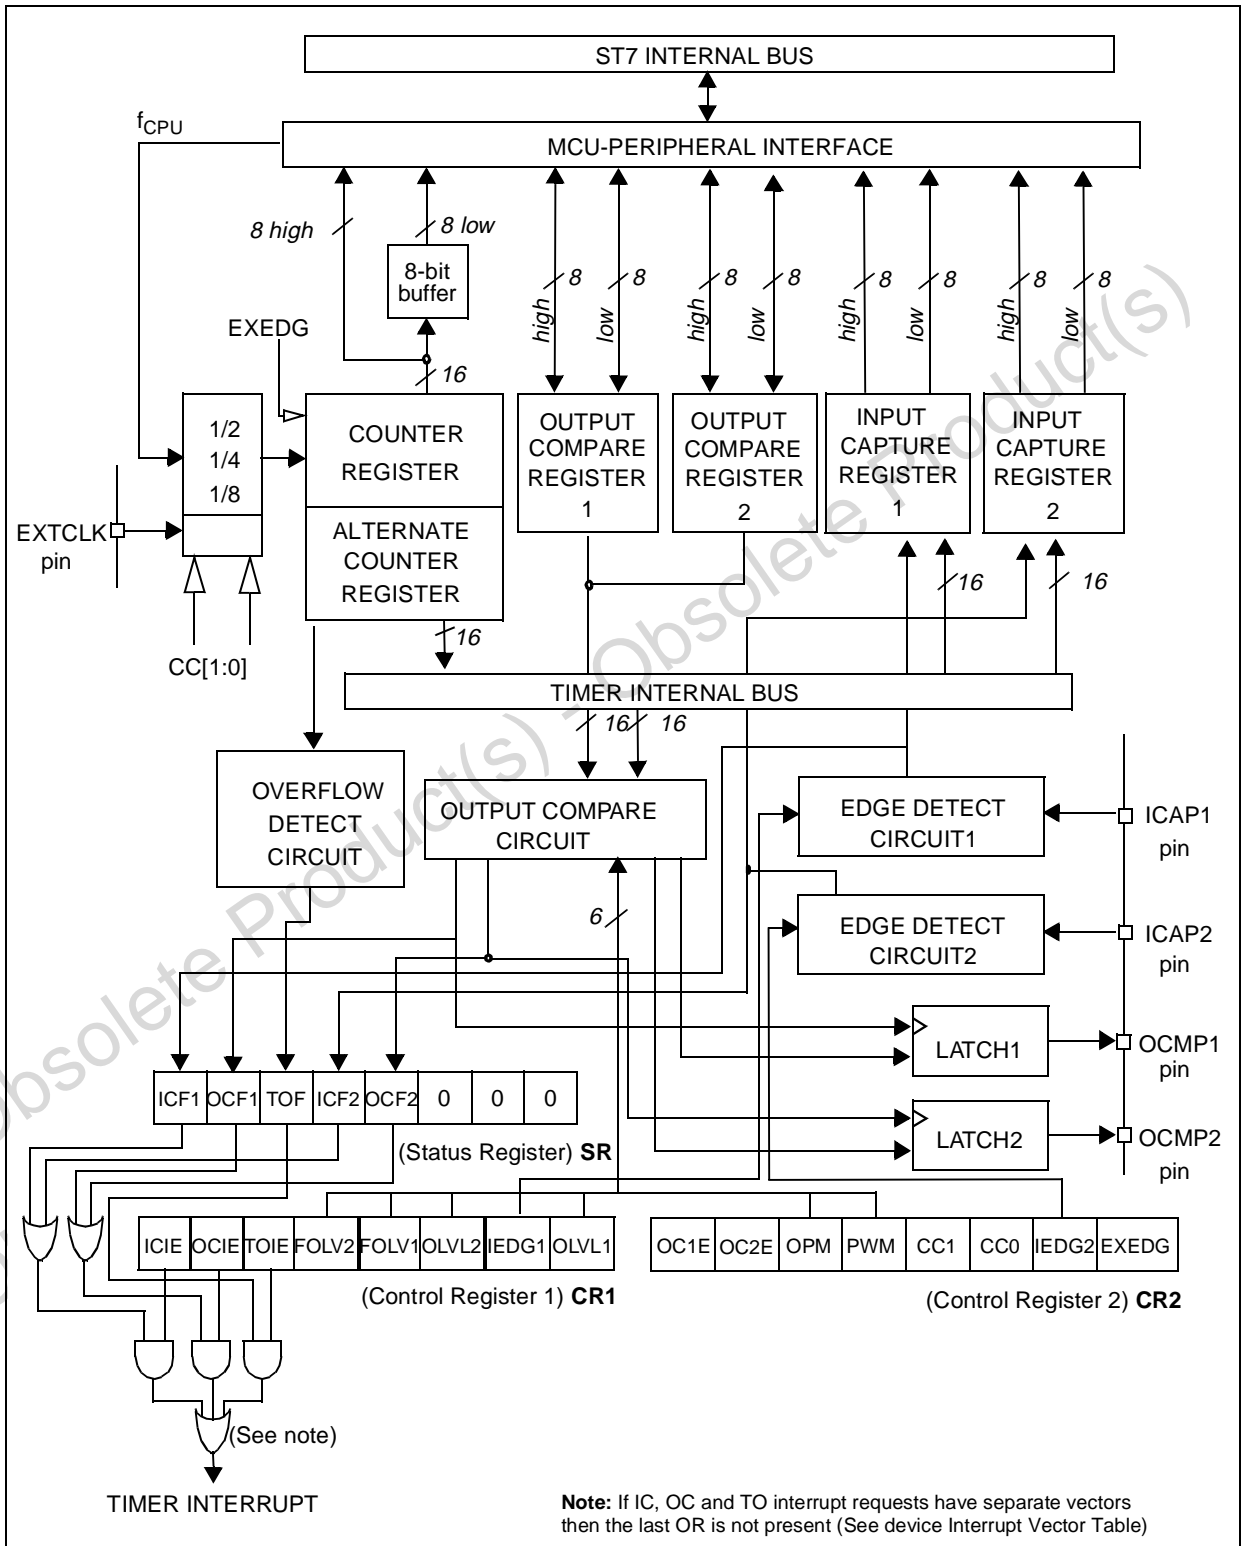 ST7 INTERNAL BUS
fCPU
MCU-PERIPHERAL INTERFACE
8 high
8 low
8-bit
buffer
8
8
8
8
8
8
8
8
high
low
high
low
high
low
high
low
EXEDG
16
1/2
1/4
1/8
COUNTER
REGISTER
OUTPUT
COMPARE
REGISTER
1
OUTPUT
COMPARE
REGISTER
2
INPUT
CAPTURE
REGISTER
1
INPUT
CAPTURE
REGISTER
2
EXTCLK
pin
ALTERNATE
COUNTER
REGISTER
16
16
16
CC[1:0]
TIMER INTERNAL BUS
16
16
OVERFLOW
DETECT
CIRCUIT
OUTPUT COMPARE
CIRCUIT
EDGE DETECT
CIRCUIT1
ICAP1
pin
6
EDGE DETECT
CIRCUIT2
ICAP2
pin
LATCH1
OCMP1
pin
LATCH2
OCMP2
pin
ICF1 OCF1 TOF ICF2 OCF2 0 0 0
(Status Register) SR
ICIE OCIE TOIE FOLV2 FOLV1 OLVL2 IEDG1 OLVL1
(Control Register 1) CR1
OC1E OC2E OPM PWM CC1 CC0 IEDG2 EXEDG
(Control Register 2) CR2
(See note)
TIMER INTERRUPT
Note: If IC, OC and TO interrupt requests have separate vectors
then the last OR is not present (See device Interrupt Vector Table)
Obsolete Product(s) - Obsolete Product(s)